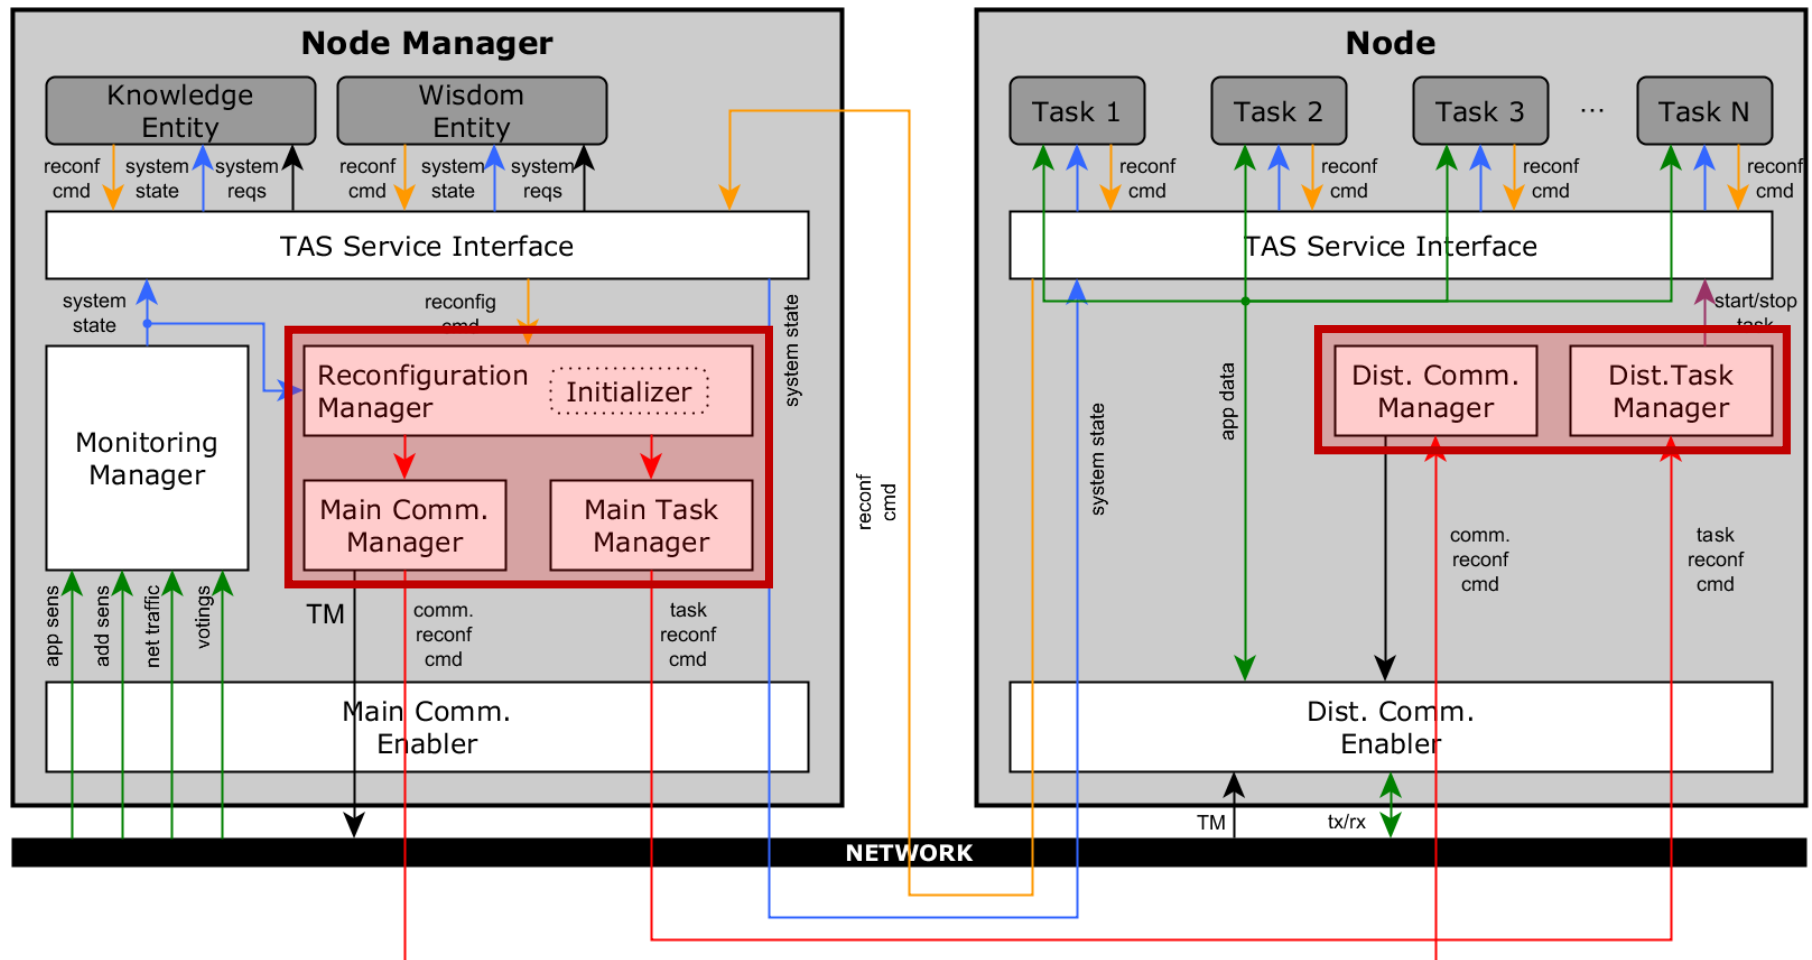 Node Manager
Knowledge
Entity
Wisdom
Entity
reconf
cmd
system
state
system
reqs
reconf
cmd
system
state
system
reqs
TAS Service Interface
system
state
reconfig
cmd
system state
Reconfiguration
Manager
Initializer
Monitoring
Manager
Main Comm.
Manager
Main Task
Manager
app sens
add sens
net traffic
votings
TM
comm.
reconf
cmd
task
reconf
cmd
Main Comm.
Enabler
reconf
cmd
Node
Task 1
Task 2
Task 3
...
Task N
reconf
cmd
reconf
cmd
reconf
cmd
reconf
cmd
TAS Service Interface
start/stop
task
app data
system state
Dist. Comm.
Manager
Dist.Task
Manager
comm.
reconf
cmd
task
reconf
cmd
Dist. Comm.
Enabler
TM
tx/rx
NETWORK